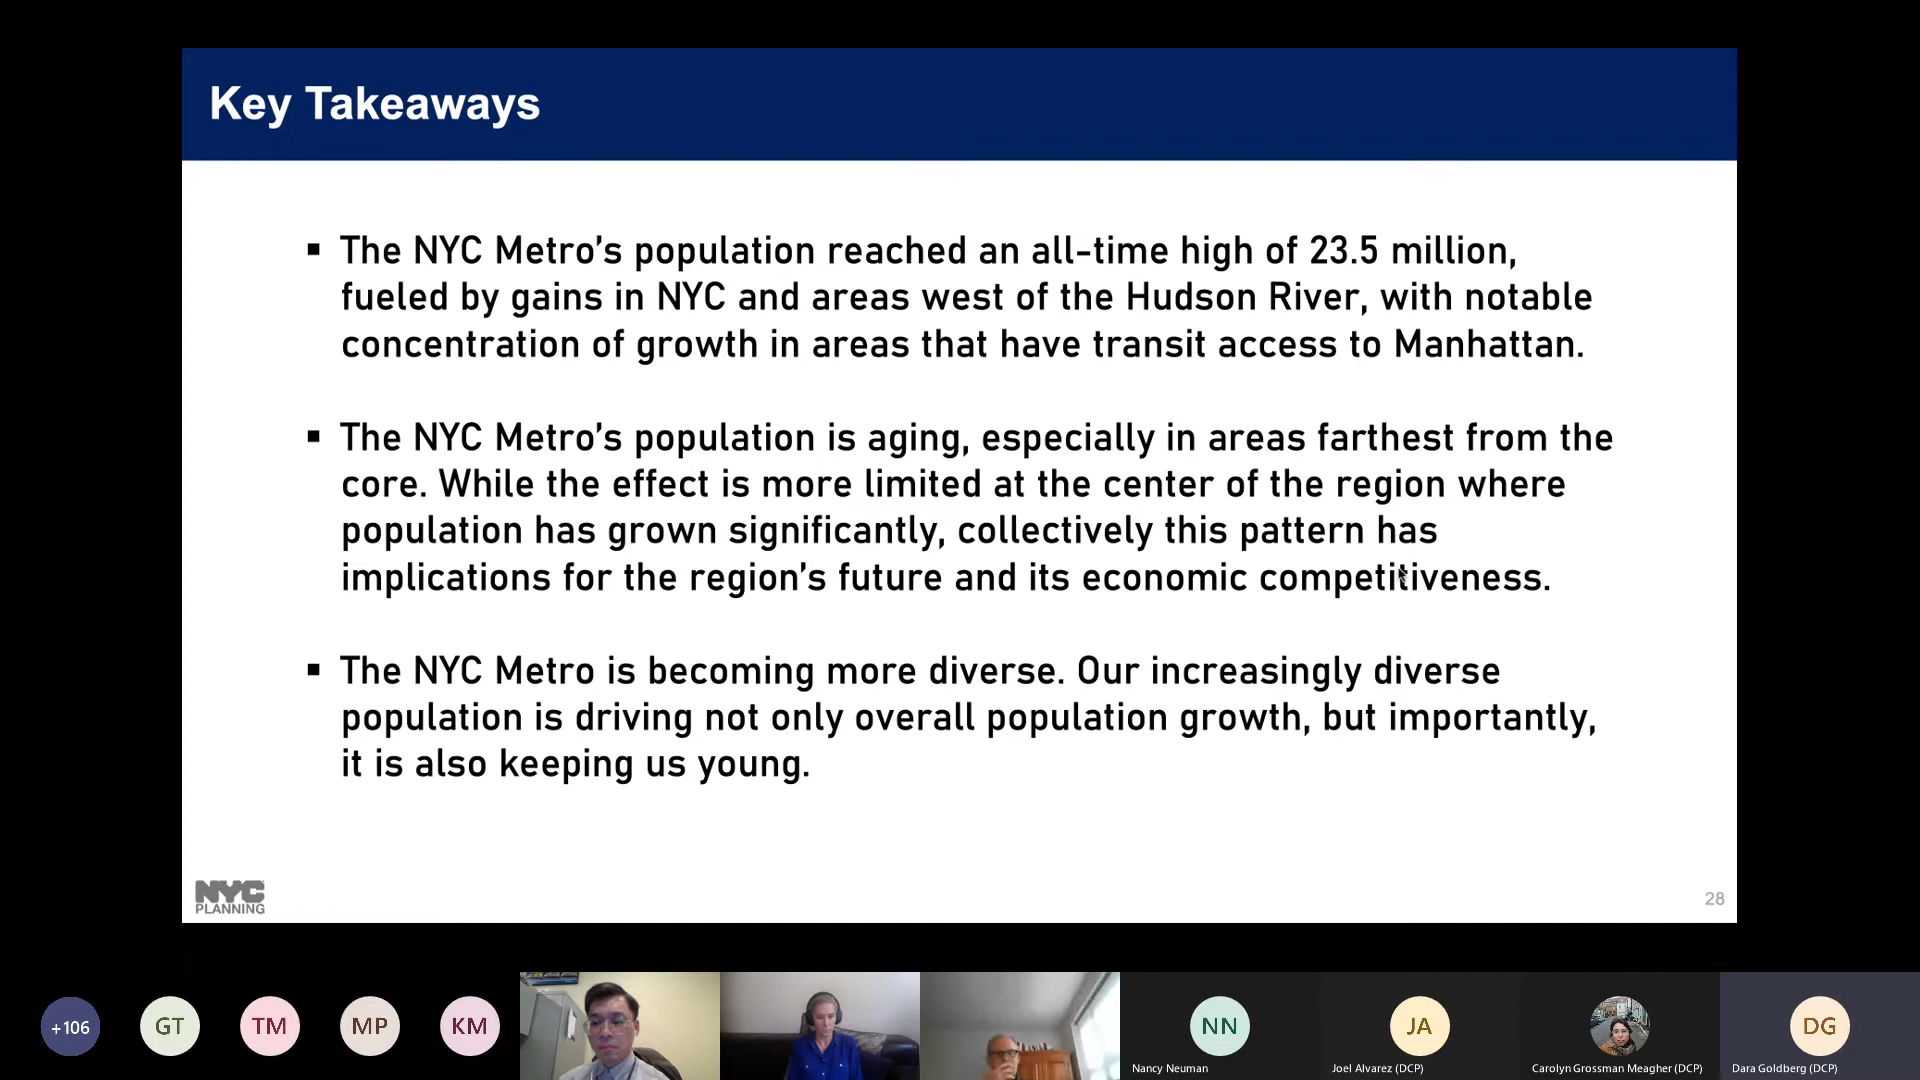 Key Takeaways
▪ The NYC Metro's population reached an all-time high of 23.5 million,
fueled by gains in NYC and areas west of the Hudson River, with notable
concentration of growth in areas that have transit access to Manhattan.
▪ The NYC Metro's population is aging, especially in areas farthest from the
core. While the effect is more limited at the center of the region where
population has grown significantly, collectively this pattern has
implications for the region's future and its economic competitiveness.
▪ The NYC Metro is becoming more diverse. Our increasingly diverse
population is driving not only overall population growth, but importantly,
it is also keeping us young.
NYC
PLANNING
28
+106
GT
TM
MP
KM
NN
JA
DG
Nancy Neuman
Joel Alvarez (DCP)
Carolyn Grossman Meagher (DCP)
Dara Goldberg (DCP)